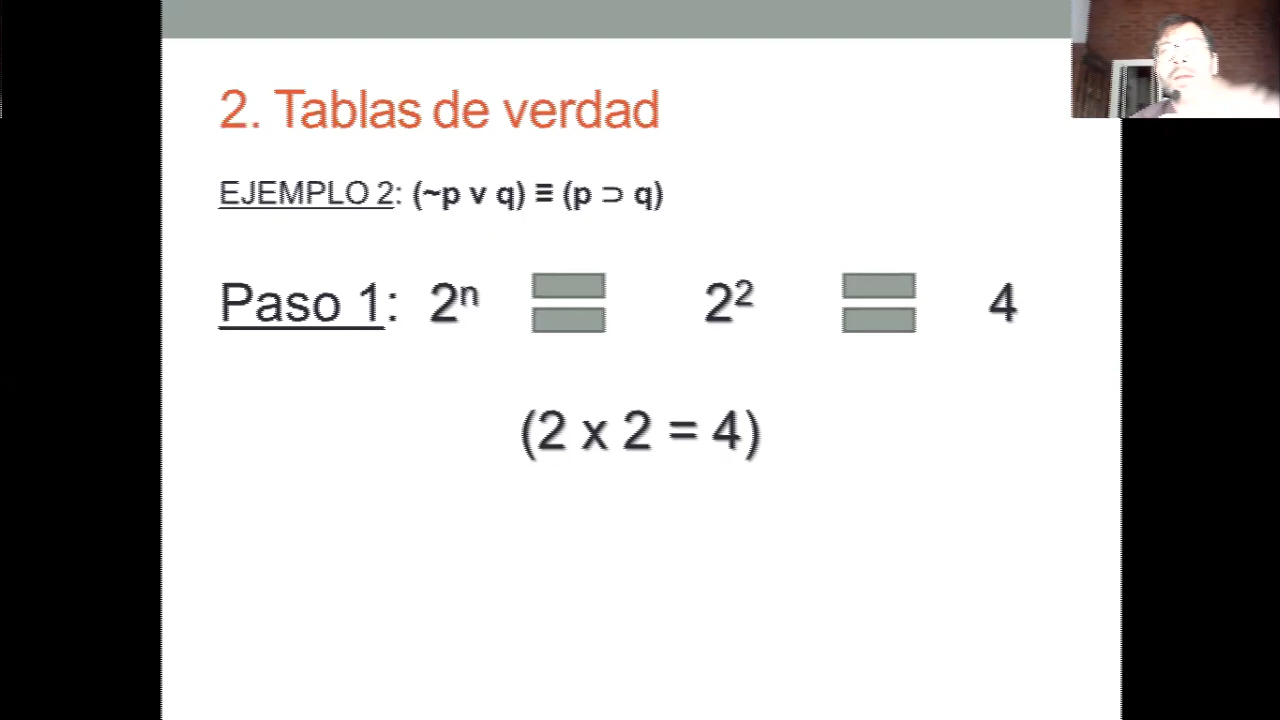 2. Tablas de verdad
EJEMPLO 2: (~p v q) ≡ (p ⊃ q)
Paso 1: 2ⁿ = 2² = 4
(2 x 2 = 4)